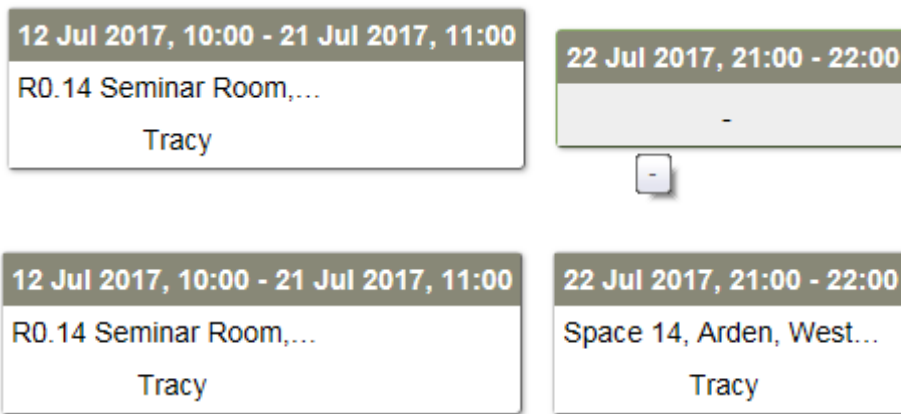 12 Jul 2017, 10:00 - 21 Jul 2017, 11:00
R0.14 Seminar Room,...
Tracy
22 Jul 2017, 21:00 - 22:00
-
-
12 Jul 2017, 10:00 - 21 Jul 2017, 11:00
R0.14 Seminar Room,...
Tracy
22 Jul 2017, 21:00 - 22:00
Space 14, Arden, West...
Tracy